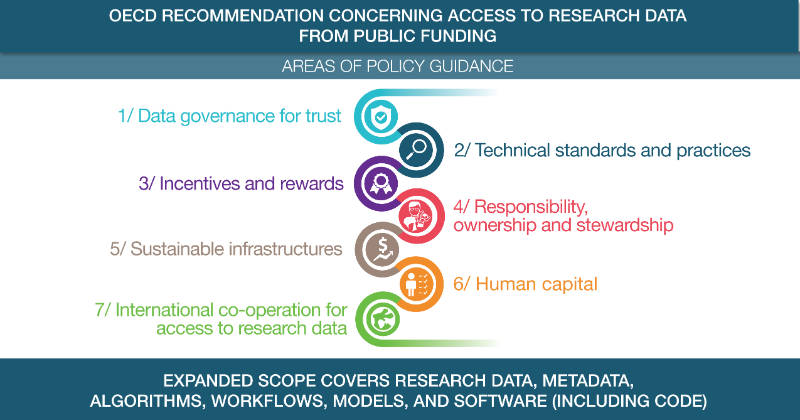 OECD RECOMMENDATION CONCERNING ACCESS TO RESEARCH DATA
FROM PUBLIC FUNDING
AREAS OF POLICY GUIDANCE
1/ Data governance for trust
2/ Technical standards and practices
3/ Incentives and rewards
4/ Responsibility,
ownership and stewardship
5/ Sustainable infrastructures
6/ Human capital
7/ International co-operation for
access to research data
EXPANDED SCOPE COVERS RESEARCH DATA, METADATA,
ALGORITHMS, WORKFLOWS, MODELS, AND SOFTWARE (INCLUDING CODE)